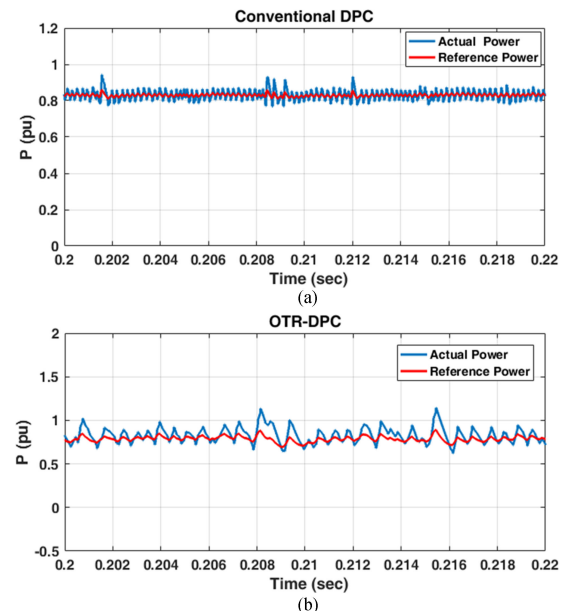 Conventional DPC
1.2
1
0.8
0.6
0.4
0.2
0
P (pu)
Actual Power
Reference Power
0.2 0.202 0.204 0.206 0.208 0.21 0.212 0.214 0.216 0.218 0.22
Time (sec)
(a)
OTR-DPC
2
1.5
1
0.5
0
-0.5
P (pu)
Actual Power
Reference Power
0.2 0.202 0.204 0.206 0.208 0.21 0.212 0.214 0.216 0.218 0.22
Time (sec)
(b)